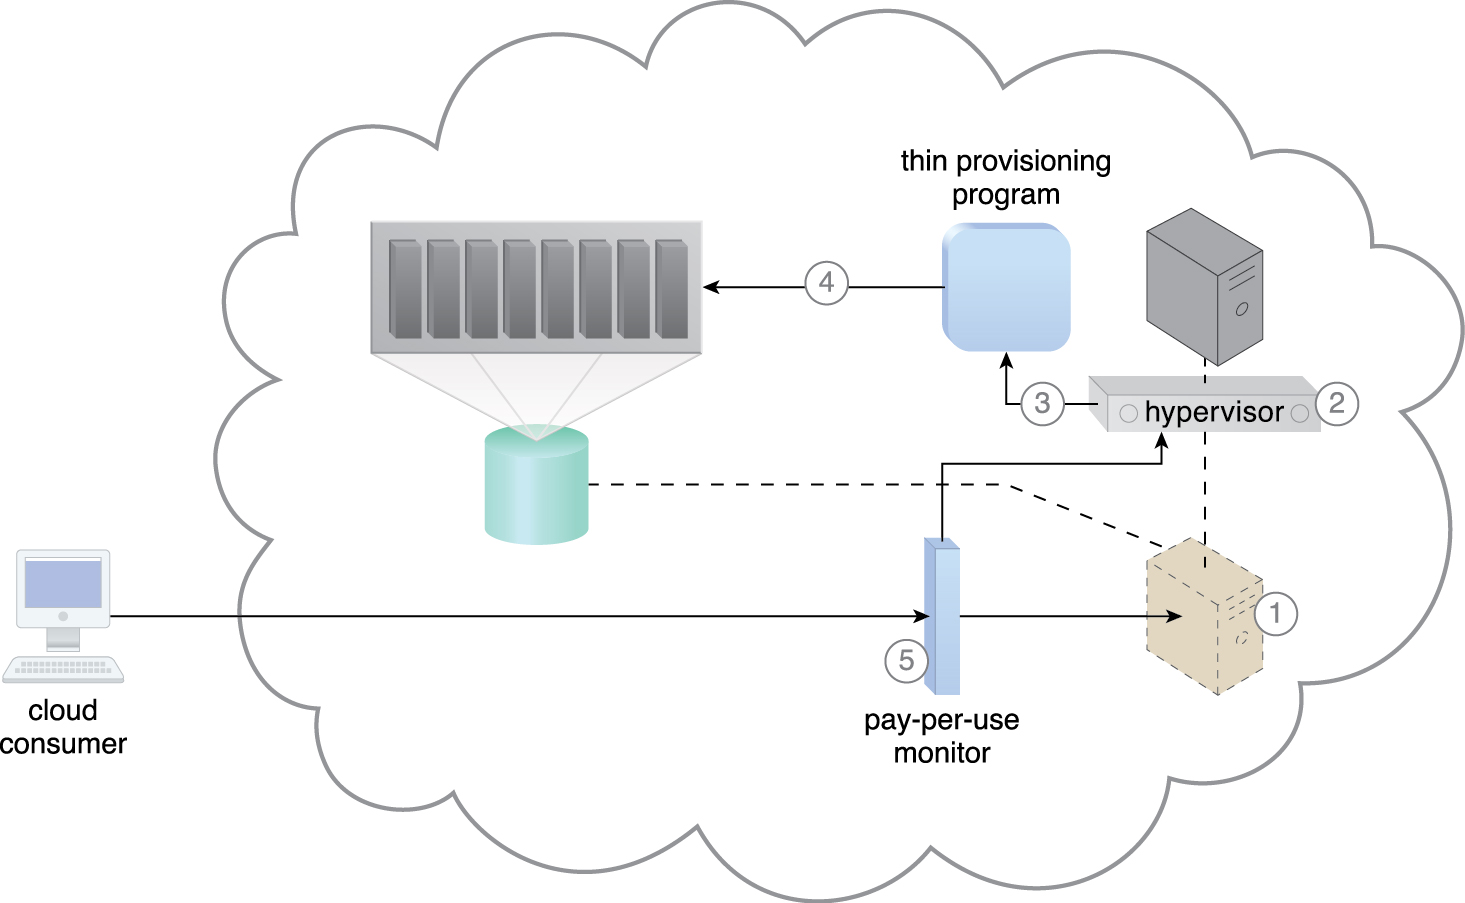 thin provisioning
program
4
3
hypervisor
2
1
5
cloud
consumer
pay-per-use
monitor